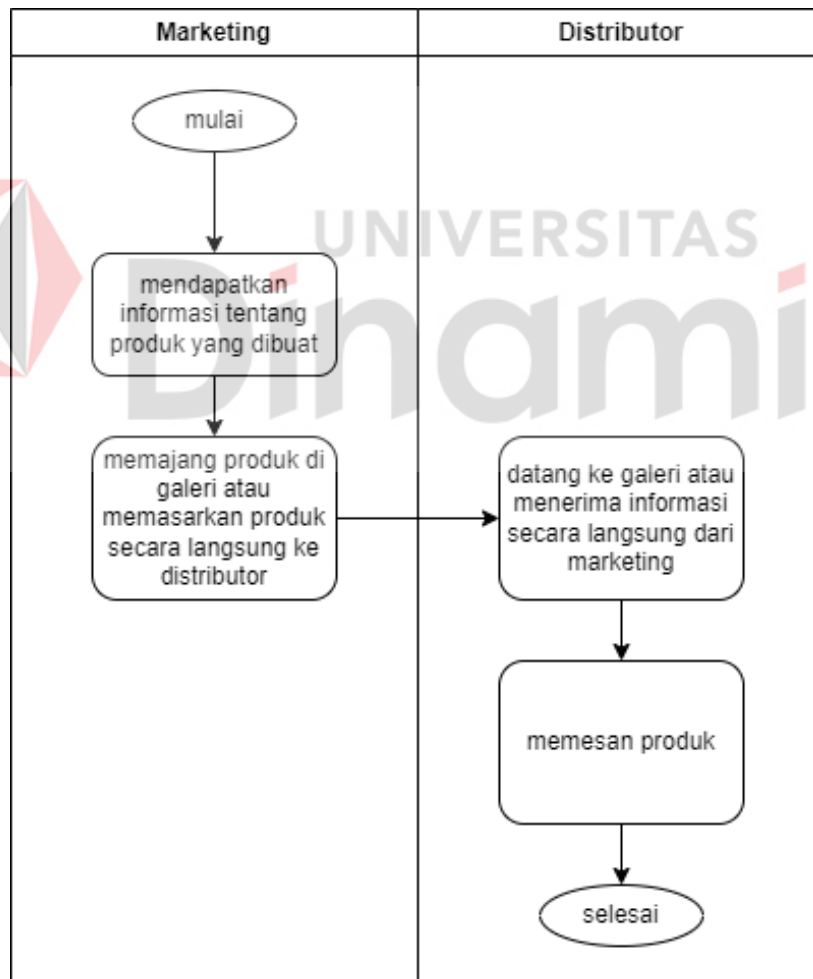 Marketing
Distributor
mulai
UNIVERSITAS
Dinami
mendapatkan
informasi tentang
produk yang dibuat
memajang produk di
galeri atau
memasarkan produk
secara langsung ke
distributor
datang ke galeri atau
menerima informasi
secara langsung dari
marketing
memesan produk
selesai